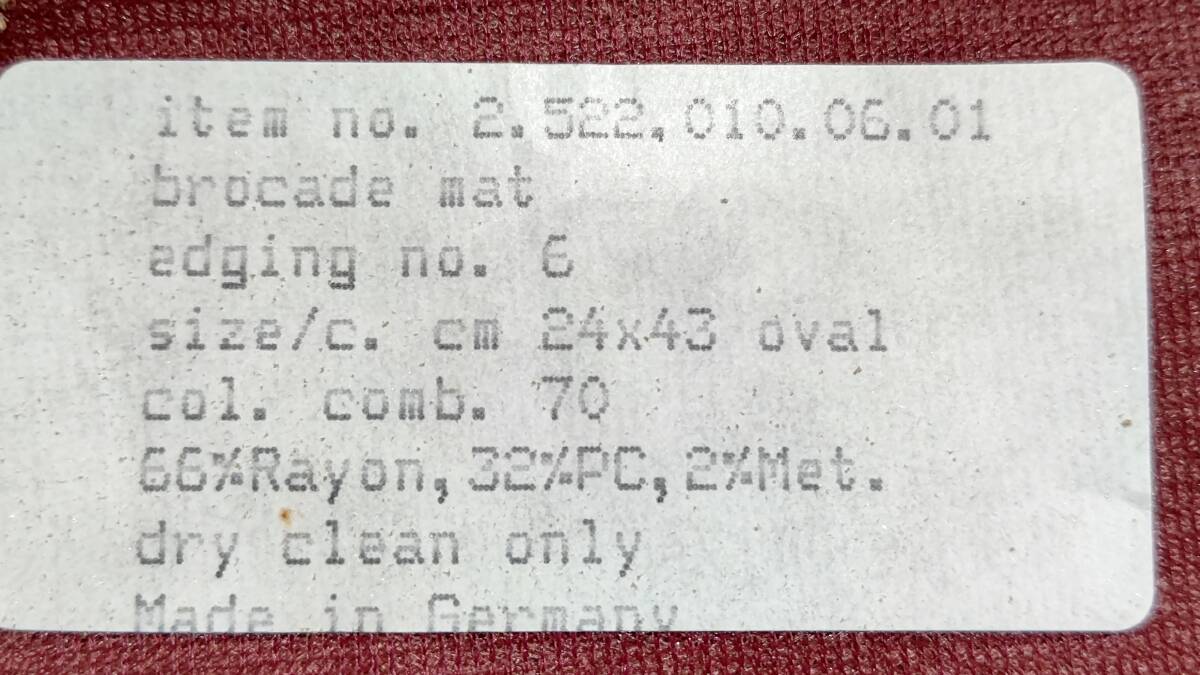 item no. 2.522.010.06.01
brocade mat
edging no. 6
size/c. cm 24x43 oval
col. comb. 70
66%Rayon,32%PC,2%Met.
dry clean only
Made in Germany